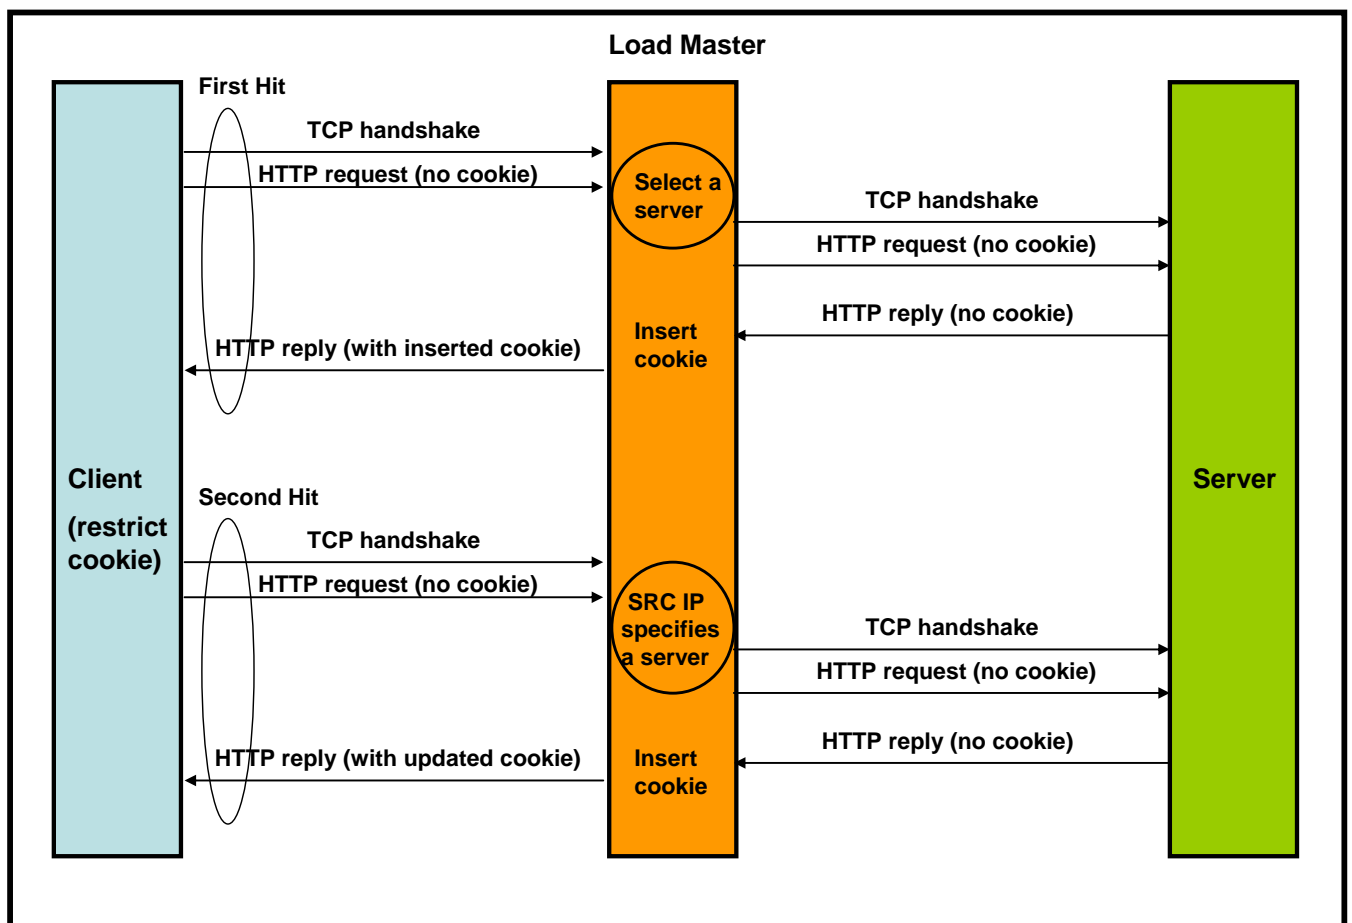 Load Master
First Hit
TCP handshake
HTTP request (no cookie)
Select a
server
TCP handshake
HTTP request (no cookie)
HTTP reply (no cookie)
Insert
cookie
HTTP reply (with inserted cookie)
Client
(restrict
cookie)
Server
Second Hit
TCP handshake
HTTP request (no cookie)
SRC IP
specifies
a server
TCP handshake
HTTP request (no cookie)
HTTP reply (no cookie)
Insert
cookie
HTTP reply (with updated cookie)